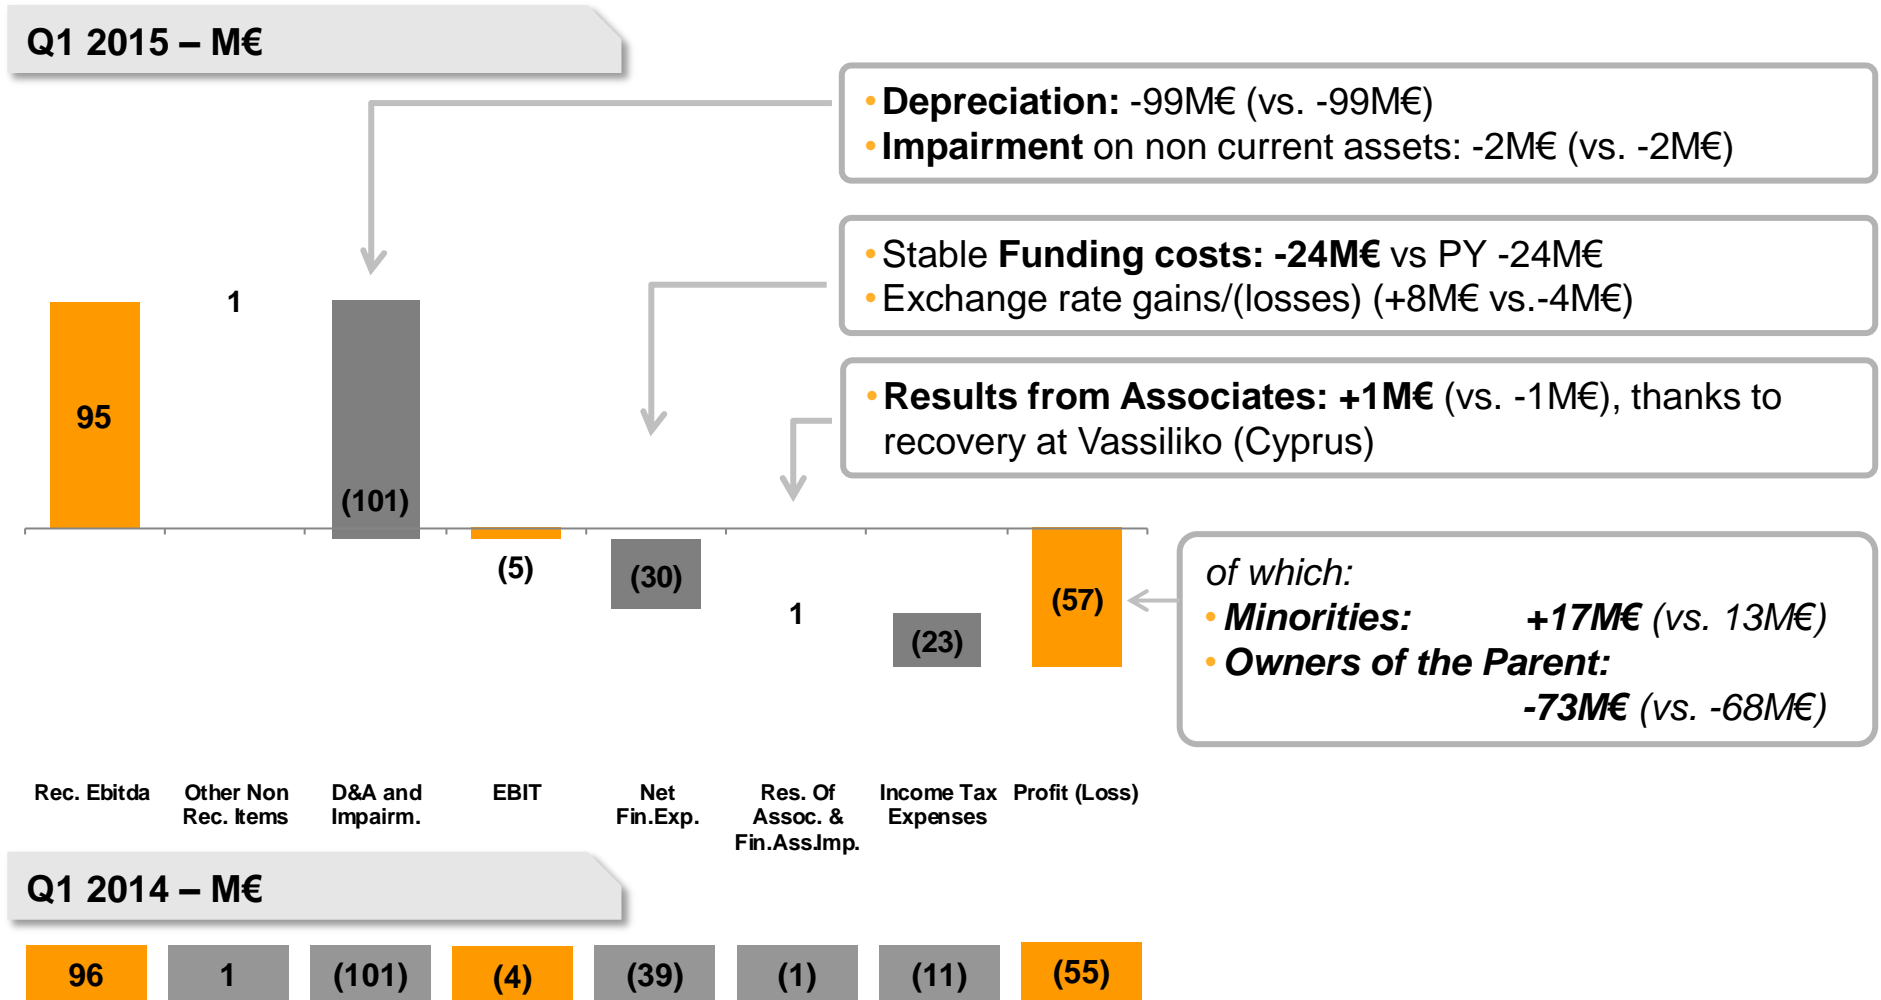 Q1 2015 – M€
• Depreciation: -99M€ (vs. -99M€)
• Impairment on non current assets: -2M€ (vs. -2M€)
• Stable Funding costs: -24M€ vs PY -24M€
• Exchange rate gains/(losses) (+8M€ vs.-4M€)
• Results from Associates: +1M€ (vs. -1M€), thanks to
recovery at Vassiliko (Cyprus)
95
1
(101)
(5)
(30)
1
(23)
(57)
of which:
• Minorities: +17M€ (vs. 13M€)
• Owners of the Parent:
-73M€ (vs. -68M€)
Rec. Ebitda
Other Non
Rec. Items
D&A and
Impairm.
EBIT
Net
Fin.Exp.
Res. Of
Assoc. &
Fin.Ass.Imp.
Income Tax
Expenses
Profit (Loss)
Q1 2014 – M€
96
1
(101)
(4)
(39)
(1)
(11)
(55)